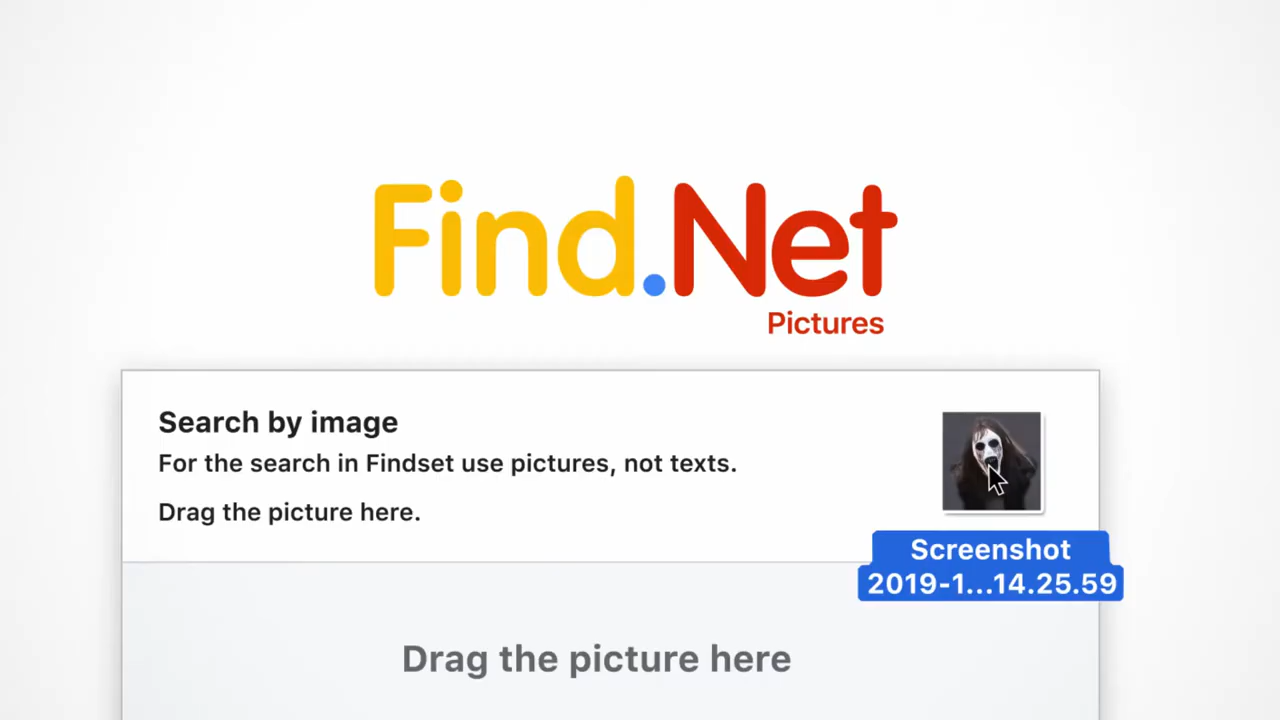 Find.Net
Pictures
Search by image
For the search in Findset use pictures, not texts.
Drag the picture here.
Screenshot
2019-1...14.25.59
Drag the picture here